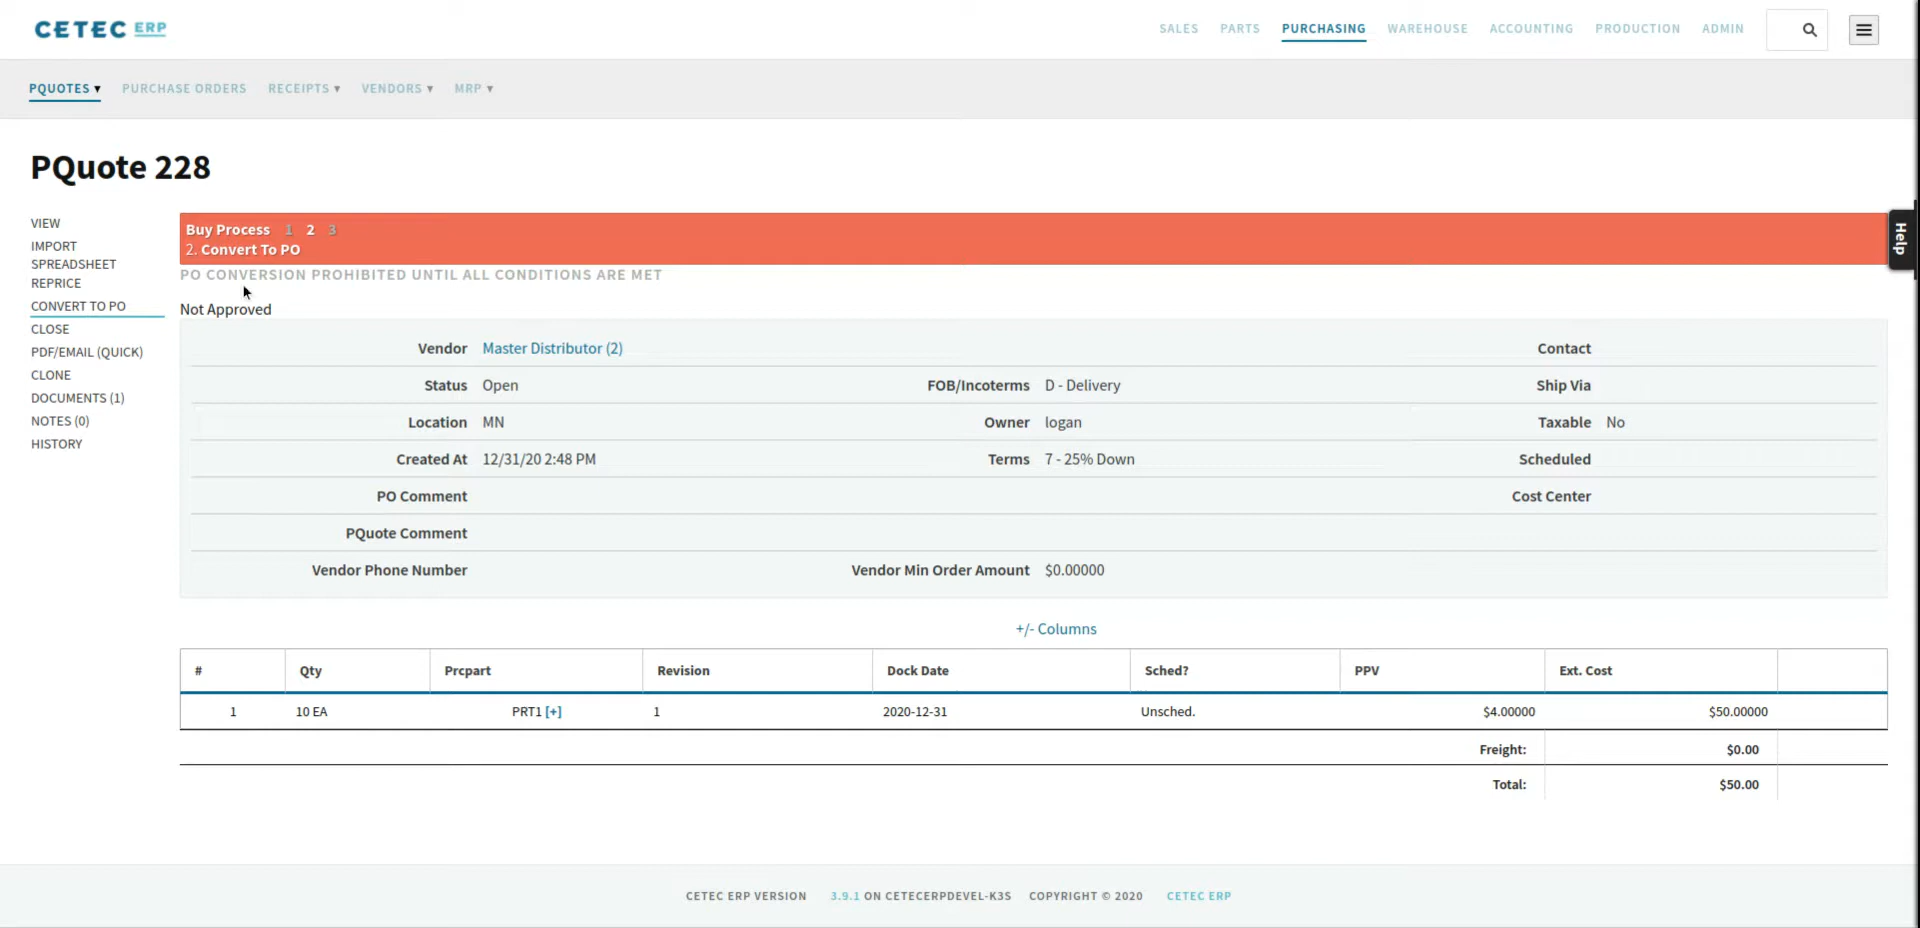 CETEC ERP
SALES PARTS PURCHASING WAREHOUSE ACCOUNTING PRODUCTION ADMIN
PQUOTES ▾ PURCHASE ORDERS RECEIPTS ▾ VENDORS ▾ MRP ▾
PQuote 228
VIEW
IMPORT
SPREADSHEET
REPRICE
CONVERT TO PO
CLOSE
PDF/EMAIL (QUICK)
CLONE
DOCUMENTS (1)
NOTES (0)
HISTORY
Buy Process 1 2 3
2. Convert To PO
PO CONVERSION PROHIBITED UNTIL ALL CONDITIONS ARE MET
Not Approved
Vendor Master Distributor (2) Contact
Status Open FOB/Incoterms D - Delivery Ship Via
Location MN Owner logan Taxable No
Created At 12/31/20 2:48 PM Terms 7 - 25% Down Scheduled
PO Comment Cost Center
PQuote Comment
Vendor Phone Number Vendor Min Order Amount $0.00000
+/- Columns
# Qty Prcpart Revision Dock Date Sched? PPV Ext. Cost
1 10 EA PRT1 [+] 1 2020-12-31 Unsched. $4.00000 $50.00000
Freight: $0.00
Total: $50.00
Help
CETEC ERP VERSION 3.9.1 ON CETECERPDEVEL-K3S COPYRIGHT © 2020 CETEC ERP